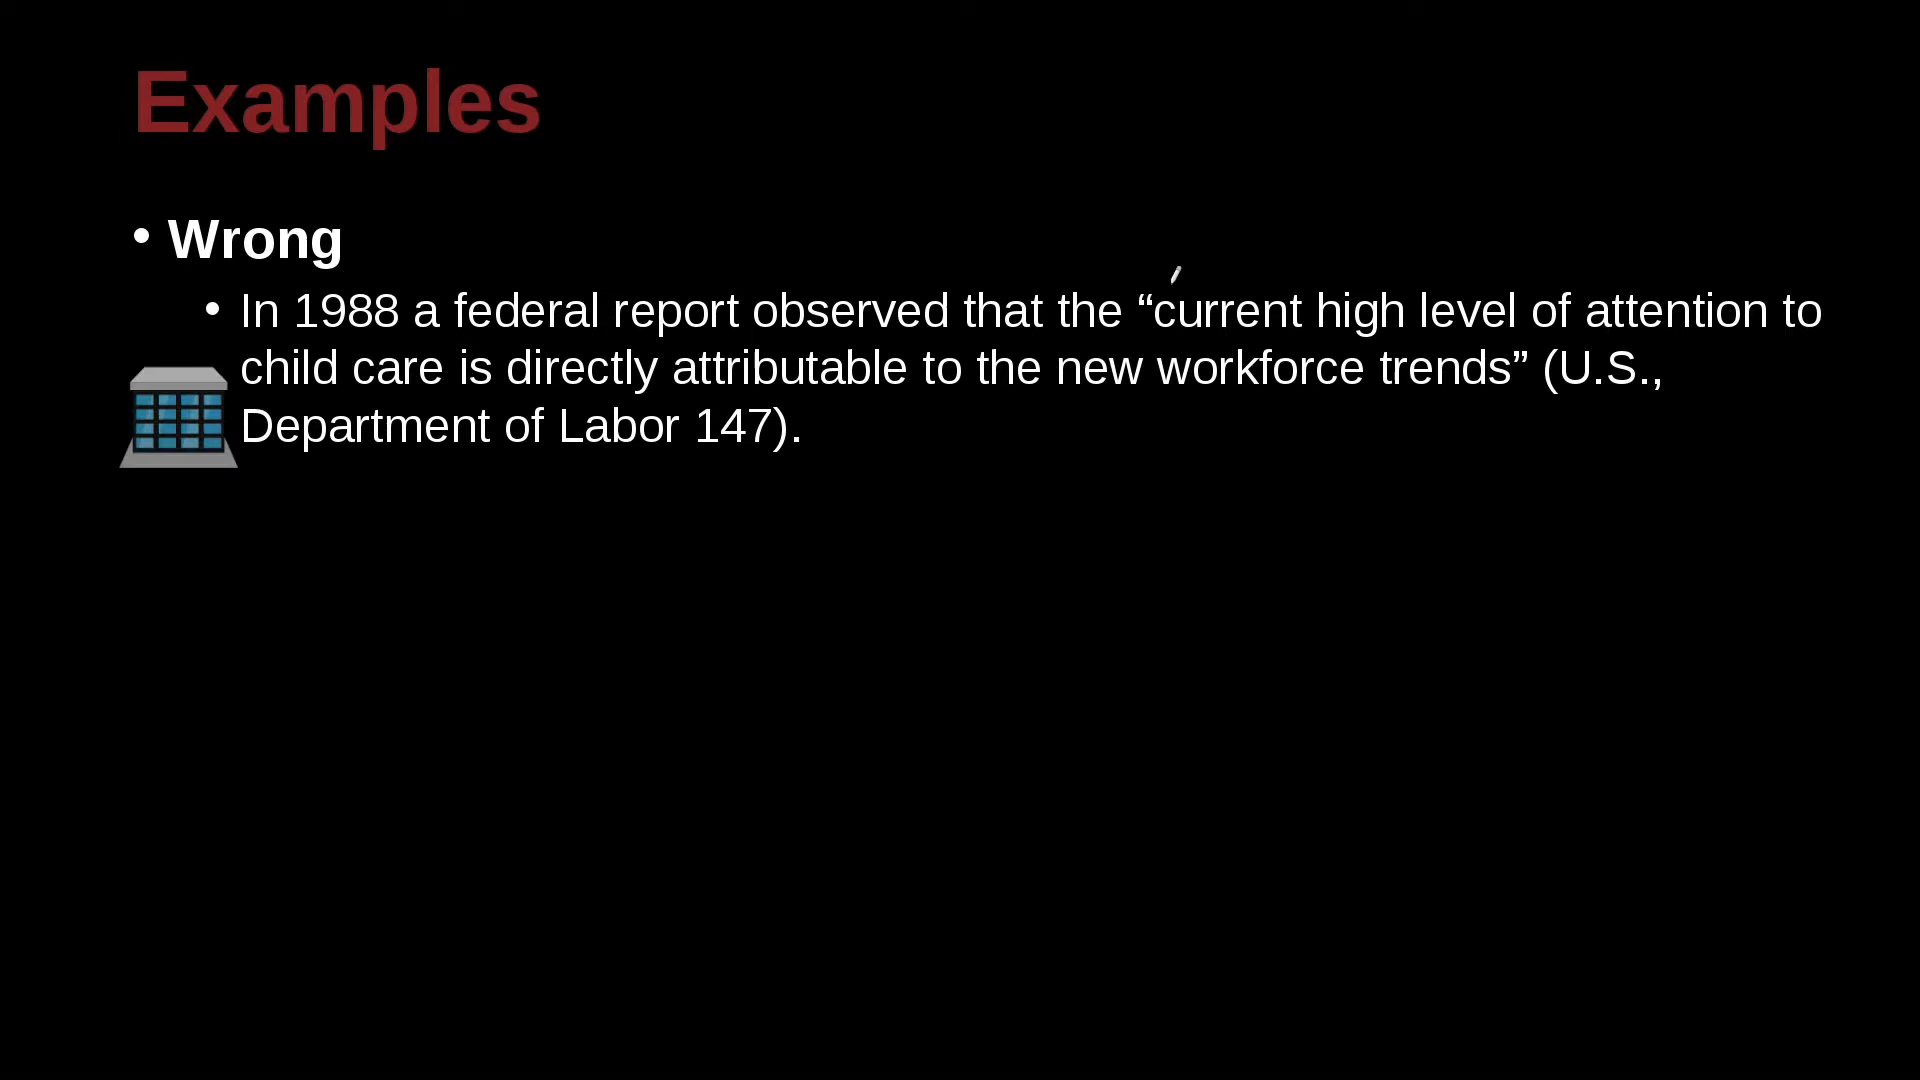 Examples
• Wrong
• In 1988 a federal report observed that the “current high level of attention to
child care is directly attributable to the new workforce trends” (U.S.,
Department of Labor 147).